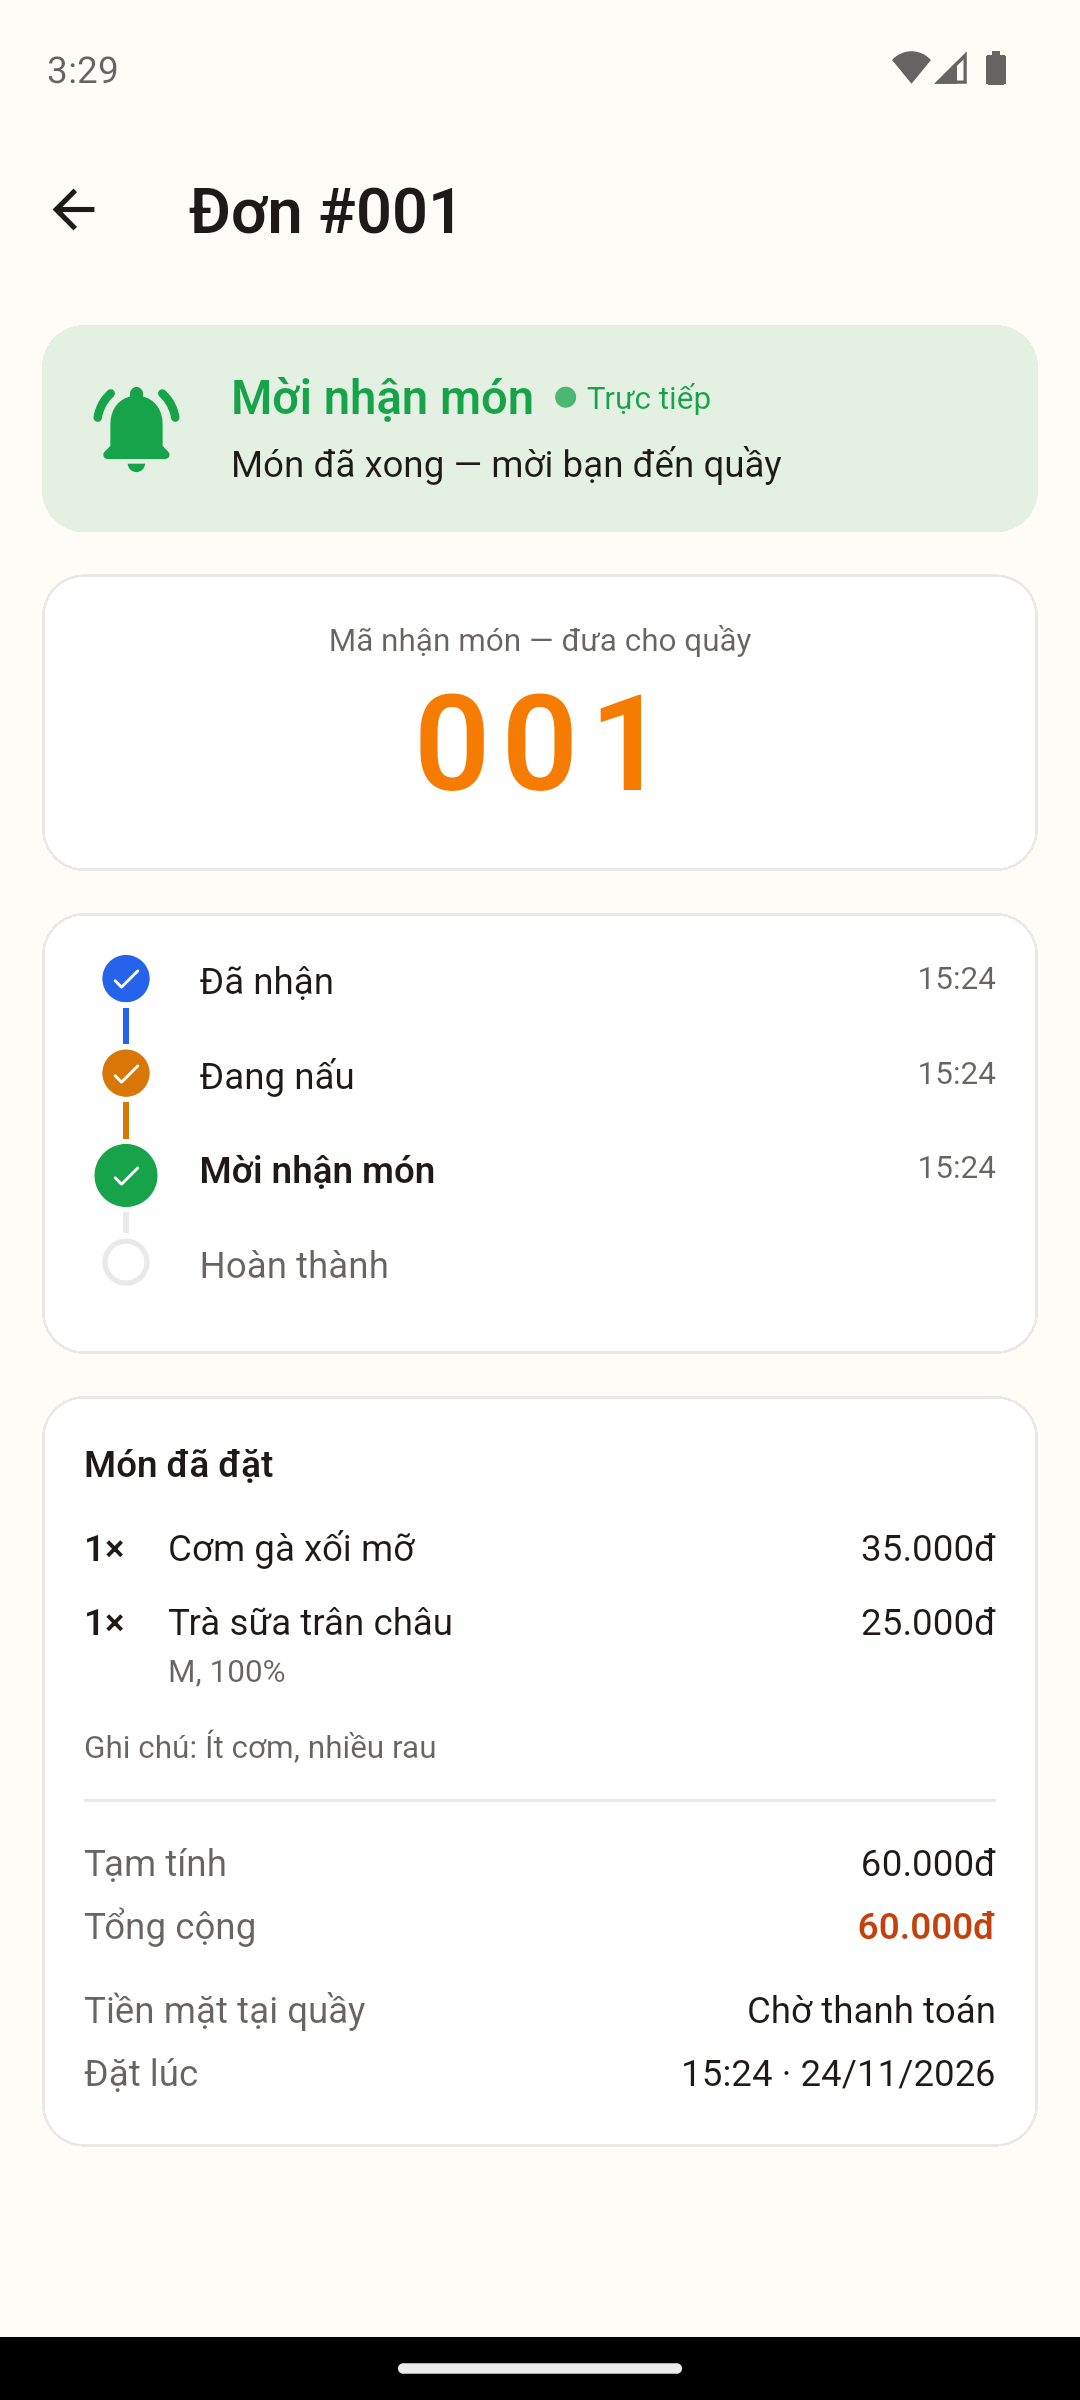 3:29
Đơn #001
Mời nhận món ● Trực tiếp
Món đã xong — mời bạn đến quầy
Mã nhận món — đưa cho quầy
001
Đã nhận 15:24
Đang nấu 15:24
Mời nhận món 15:24
Hoàn thành
Món đã đặt
1× Cơm gà xối mỡ 35.000đ
1× Trà sữa trân châu 25.000đ
M, 100%
Ghi chú: Ít cơm, nhiều rau
Tạm tính 60.000đ
Tổng cộng 60.000đ
Tiền mặt tại quầy Chờ thanh toán
Đặt lúc 15:24 · 24/11/2026